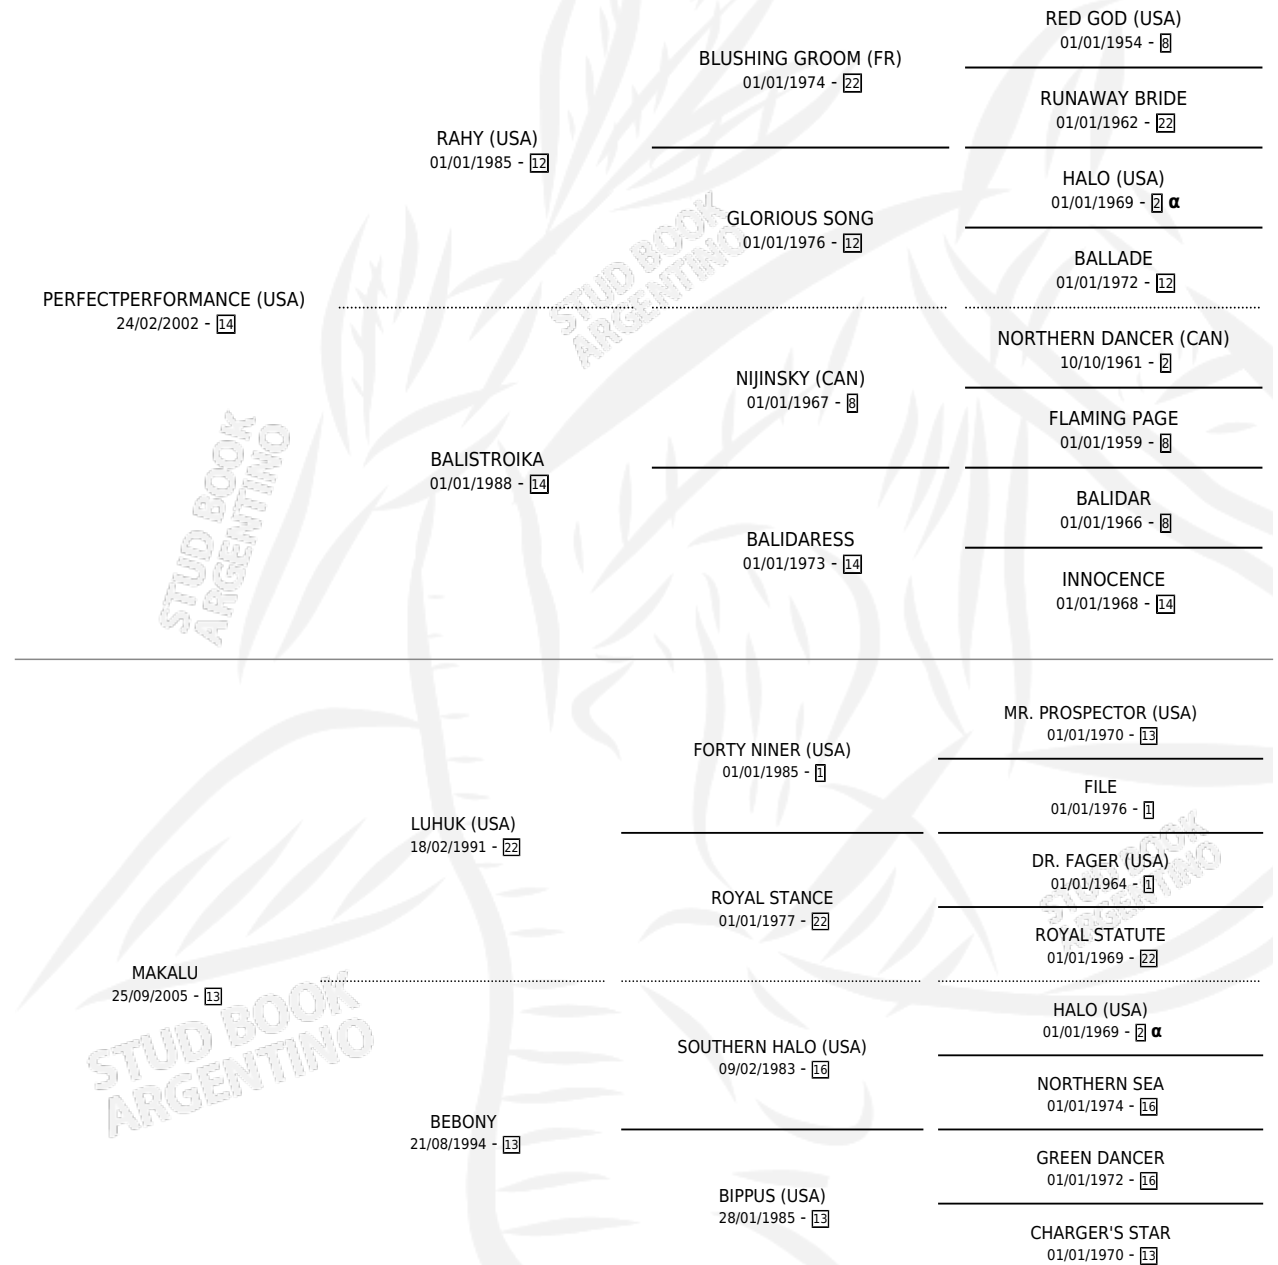 RED GOD (USA)
01/01/1954 - 8
BLUSHING GROOM (FR)
01/01/1974 - 22
RUNAWAY BRIDE
01/01/1962 - 22
RAHY (USA)
01/01/1985 - 12
HALO (USA)
01/01/1969 - 2 α
GLORIOUS SONG
01/01/1976 - 12
BALLADE
01/01/1972 - 12
PERFECTPERFORMANCE (USA)
24/02/2002 - 14
NORTHERN DANCER (CAN)
10/10/1961 - 2
NIJINSKY (CAN)
01/01/1967 - 8
FLAMING PAGE
01/01/1959 - 8
BALISTROIKA
01/01/1988 - 14
BALIDAR
01/01/1966 - 8
BALIDARESS
01/01/1973 - 14
INNOCENCE
01/01/1968 - 14
STUD BOOK
ARGENTINO
STUD BOOK
ARGENTINO
MR. PROSPECTOR (USA)
01/01/1970 - 13
FORTY NINER (USA)
01/01/1985 - 1
FILE
01/01/1976 - 1
LUHUK (USA)
18/02/1991 - 22
DR. FAGER (USA)
01/01/1964 - 1
ROYAL STANCE
01/01/1977 - 22
ROYAL STATUTE
01/01/1969 - 22
MAKALU
25/09/2005 - 13
HALO (USA)
01/01/1969 - 2 α
SOUTHERN HALO (USA)
09/02/1983 - 16
NORTHERN SEA
01/01/1974 - 16
BEBONY
21/08/1994 - 13
GREEN DANCER
01/01/1972 - 16
BIPPUS (USA)
28/01/1985 - 13
CHARGER'S STAR
01/01/1970 - 13
STUD BOOK
ARGENTINO
STUD BOOK
ARGENTINO